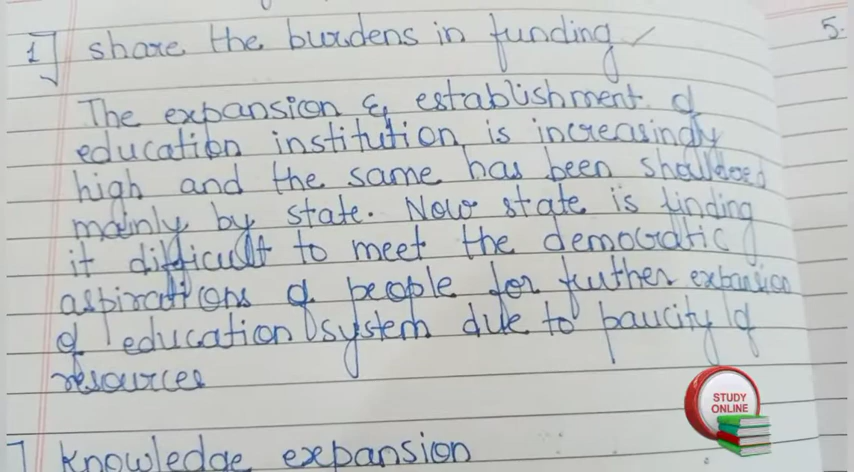 5.
1] share the burdens in funding ✓
The expansion & establishment of
education institution is increasingly
high and the same has been shouldered
mainly by state. Now state is finding
it difficult to meet the democratic
aspirations of people for further expansion
of education system due to paucity of
resources
STUDY
ONLINE
] Knowledge expansion